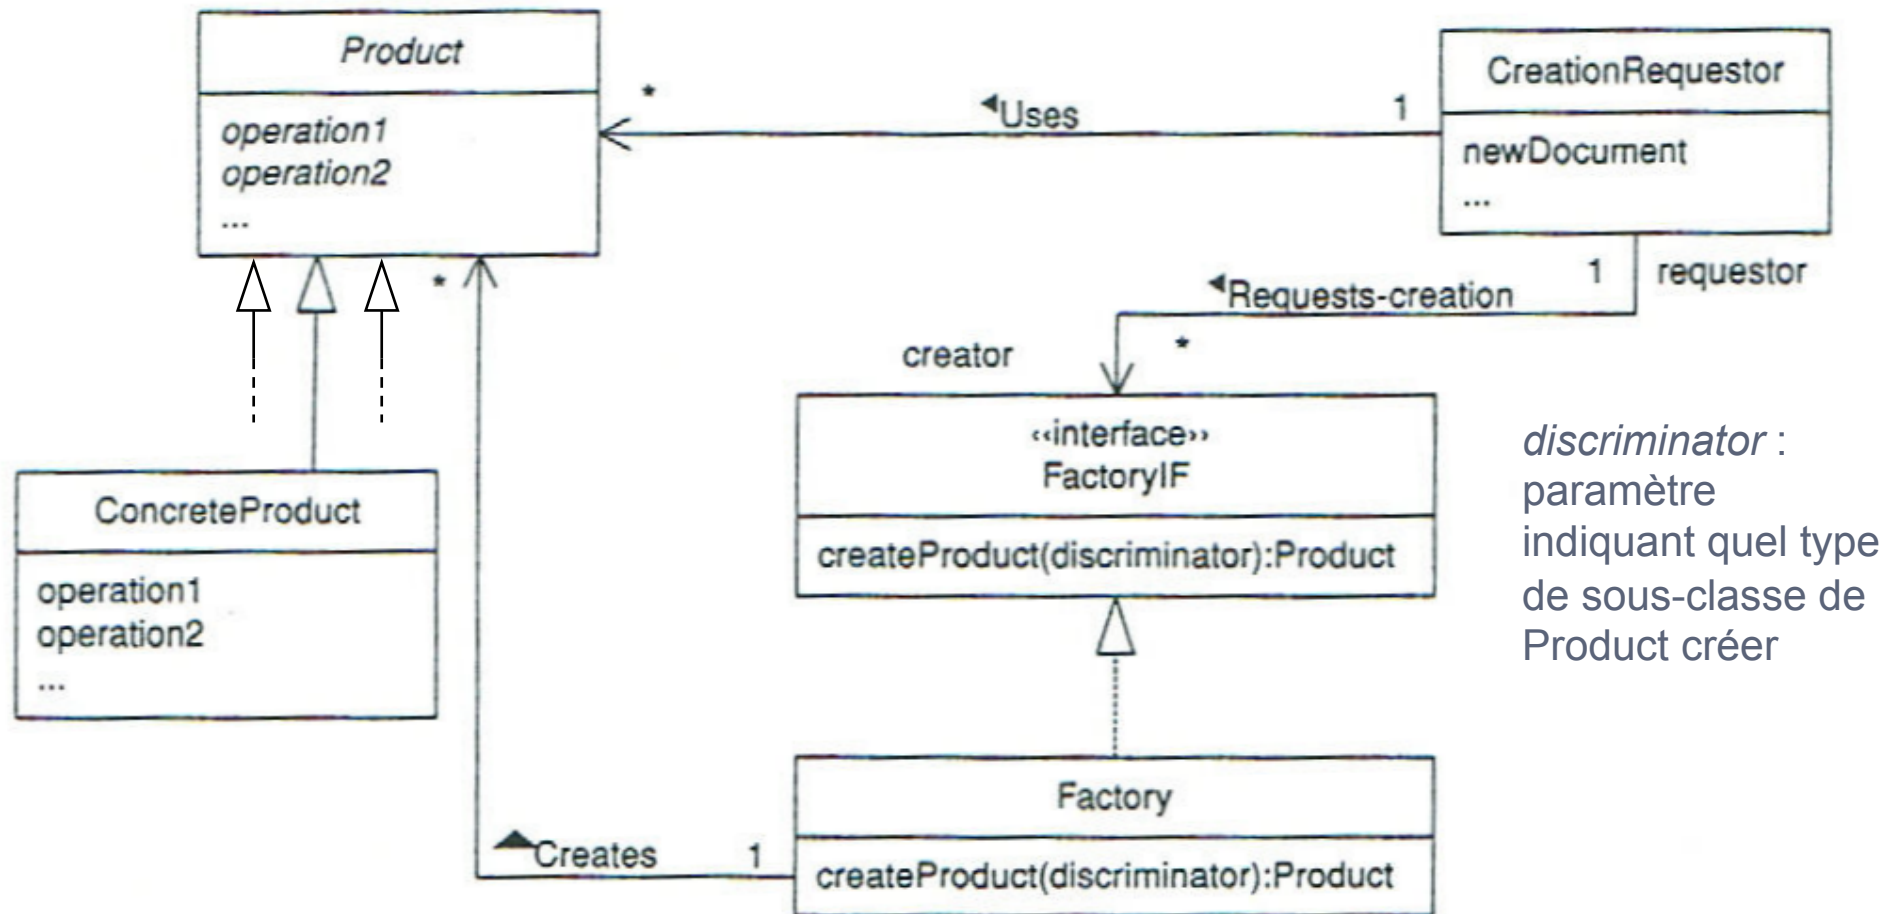 Product
operation1
operation2
...
CreationRequestor
newDocument
...
*
◄Uses
1
*
◄Requests-creation
1
requestor
creator
*
‹‹interface››
FactoryIF
createProduct(discriminator):Product
discriminator :
paramètre
indiquant quel type
de sous-classe de
Product créer
ConcreteProduct
operation1
operation2
...
Factory
createProduct(discriminator):Product
▲Creates
1